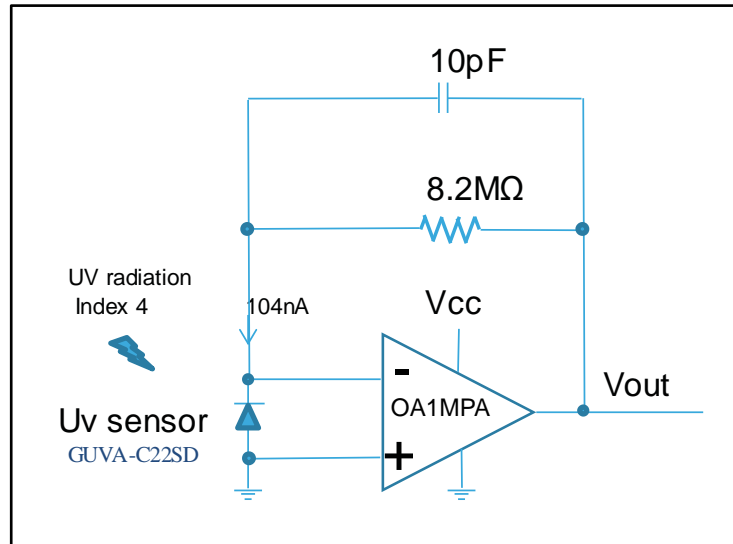 10pF
8.2MΩ
UV radiation
Index 4
104nA
Vcc
-
OA1MPA
Vout
Uv sensor
GUVA-C22SD
+